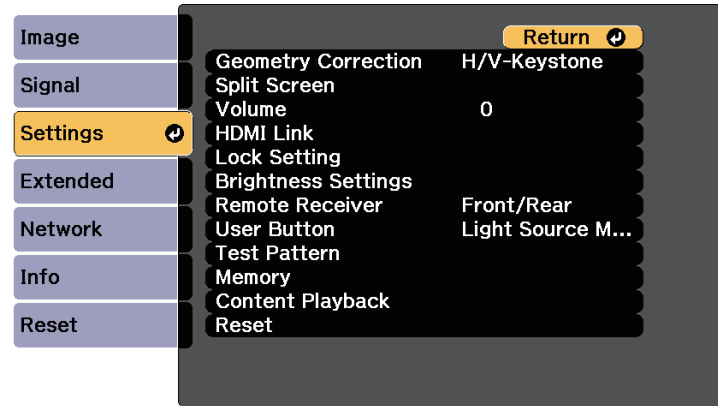 Image
Signal
Settings
Extended
Network
Info
Reset
Return
Geometry Correction H/V-Keystone
Split Screen
Volume 0
HDMI Link
Lock Setting
Brightness Settings
Remote Receiver Front/Rear
User Button Light Source M...
Test Pattern
Memory
Content Playback
Reset